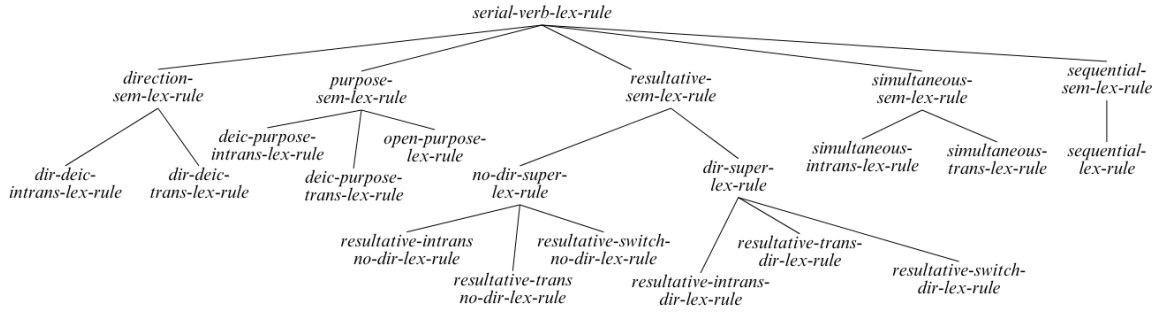 serial-verb-lex-rule
direction-
sem-lex-rule
purpose-
sem-lex-rule
resultative-
sem-lex-rule
simultaneous-
sem-lex-rule
sequential-
sem-lex-rule
dir-deic-
intrans-lex-rule
dir-deic-
trans-lex-rule
deic-purpose-
intrans-lex-rule
deic-purpose-
trans-lex-rule
open-purpose-
lex-rule
no-dir-super-
lex-rule
dir-super-
lex-rule
simultaneous-
intrans-lex-rule
simultaneous-
trans-lex-rule
sequential-
lex-rule
resultative-intrans
no-dir-lex-rule
resultative-trans
no-dir-lex-rule
resultative-switch-
no-dir-lex-rule
resultative-intrans-
dir-lex-rule
resultative-trans-
dir-lex-rule
resultative-switch-
dir-lex-rule